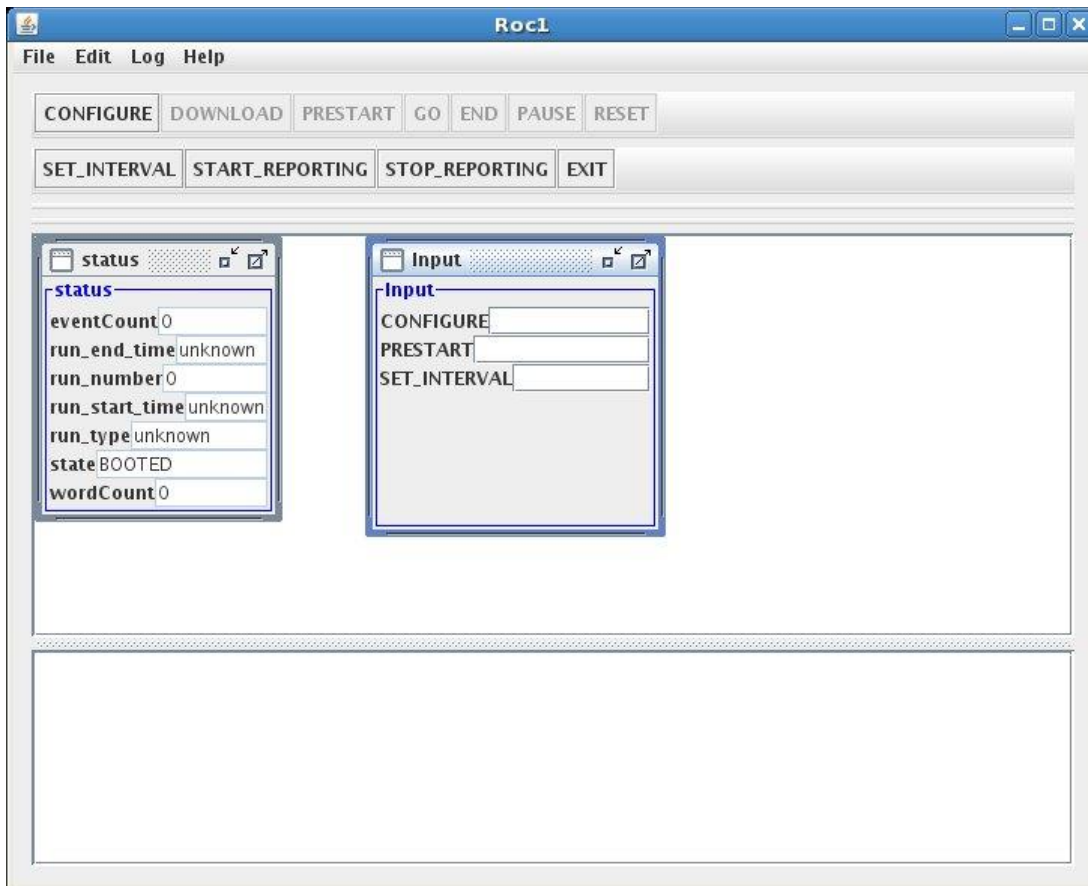 Roc1
File Edit Log Help
CONFIGURE DOWNLOAD PRESTART GO END PAUSE RESET
SET_INTERVAL START_REPORTING STOP_REPORTING EXIT
status
status
eventCount 0
run_end_time unknown
run_number 0
run_start_time unknown
run_type unknown
state BOOTED
wordCount 0
Input
Input
CONFIGURE
PRESTART
SET_INTERVAL